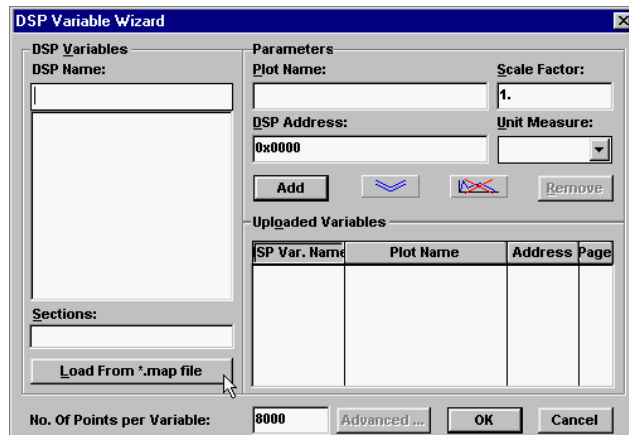 DSP Variable Wizard
DSP Variables
DSP Name:
Parameters
Plot Name:
Scale Factor:
1.
DSP Address:
Unit Measure:
0x0000
Add
Remove
Uploaded Variables
SP Var. Name Plot Name Address Page
Sections:
Load From *.map file
No. Of Points per Variable:
8000
Advanced ...
OK
Cancel